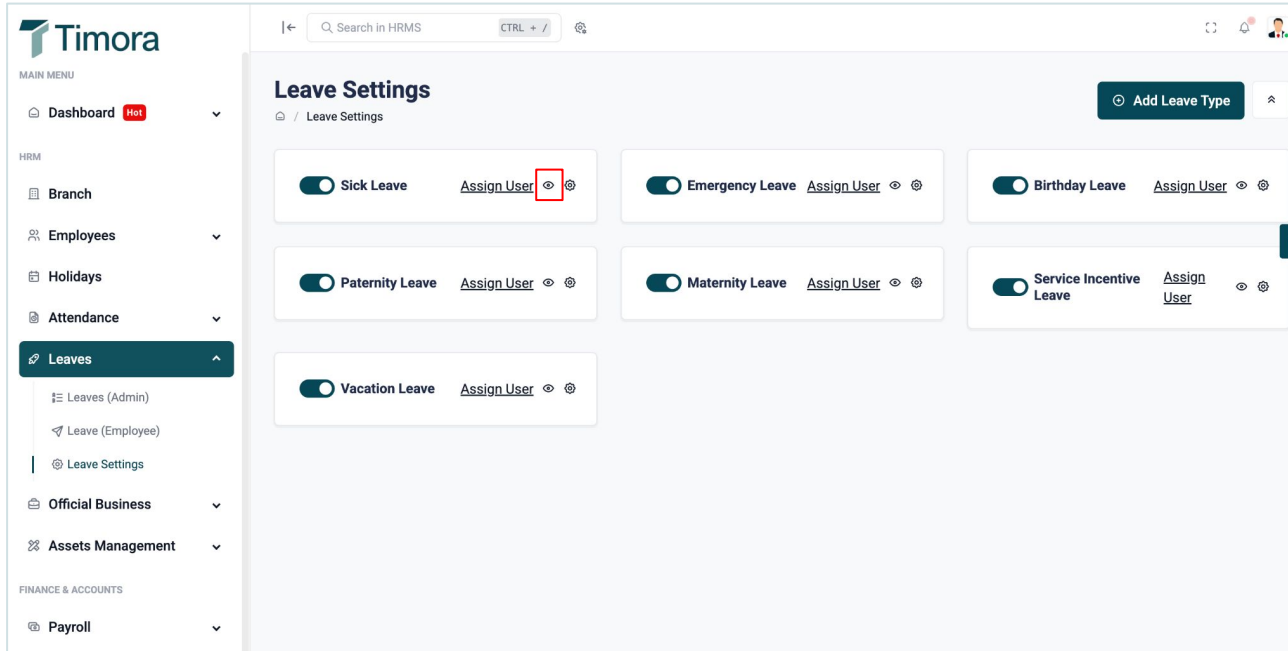 Timora
Search in HRMS
CTRL + /
MAIN MENU
Dashboard Hot
HRM
Branch
Employees
Holidays
Attendance
Leaves
Leaves (Admin)
Leave (Employee)
Leave Settings
Official Business
Assets Management
FINANCE & ACCOUNTS
Payroll
Leave Settings
/ Leave Settings
Add Leave Type
Sick Leave Assign User
Emergency Leave Assign User
Birthday Leave Assign User
Paternity Leave Assign User
Maternity Leave Assign User
Service Incentive
Leave
Assign
User
Vacation Leave Assign User